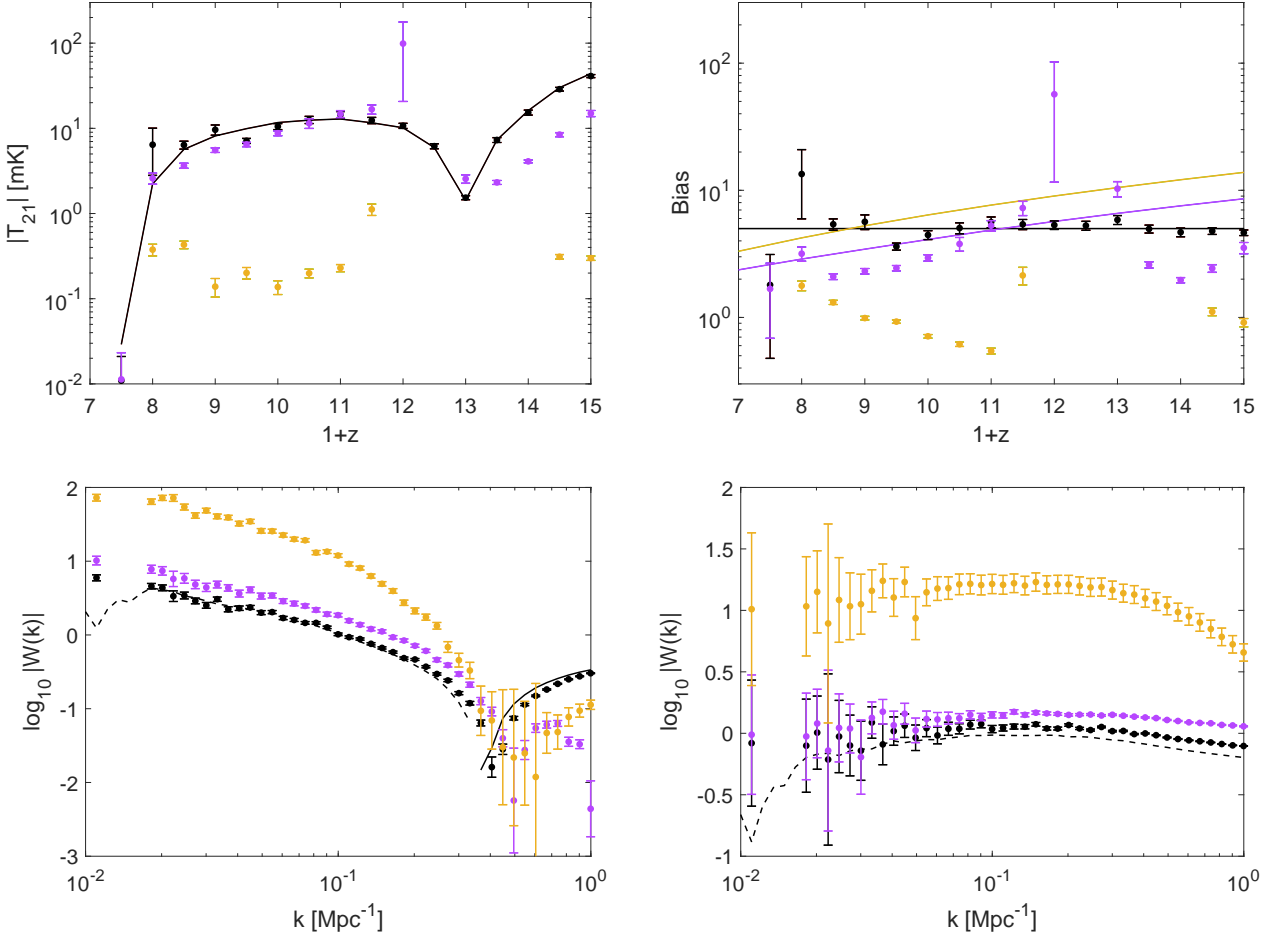 |T₂₁| [mK]
10²
10¹
10⁰
10⁻¹
10⁻²
7 8 9 10 11 12 13 14 15
1+z
Bias
10²
10¹
10⁰
7 8 9 10 11 12 13 14 15
1+z
log₁₀ |W(k)|
2
1
0
-1
-2
-3
10⁻² 10⁻¹ 10⁰
k [Mpc⁻¹]
log₁₀ |W(k)|
2
1.5
1
0.5
0
-0.5
-1
10⁻² 10⁻¹ 10⁰
k [Mpc⁻¹]